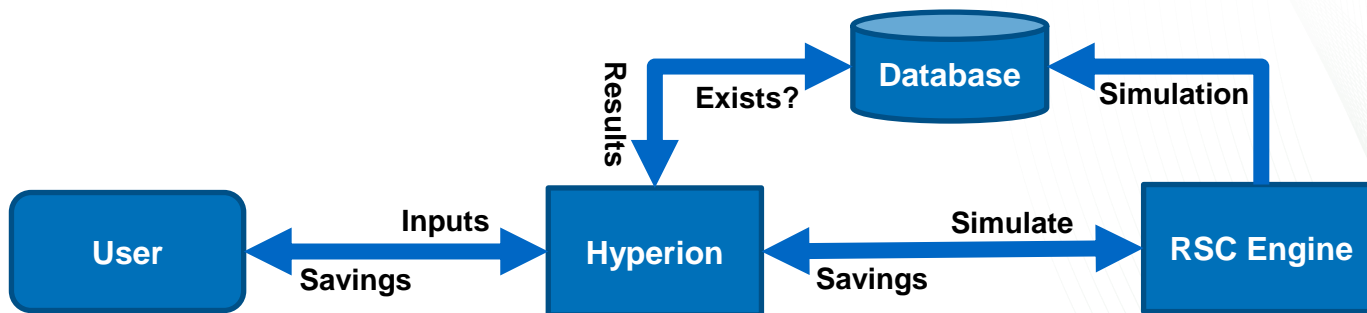 Database
Results
Exists?
Simulation
User
Inputs
Savings
Hyperion
Simulate
Savings
RSC Engine